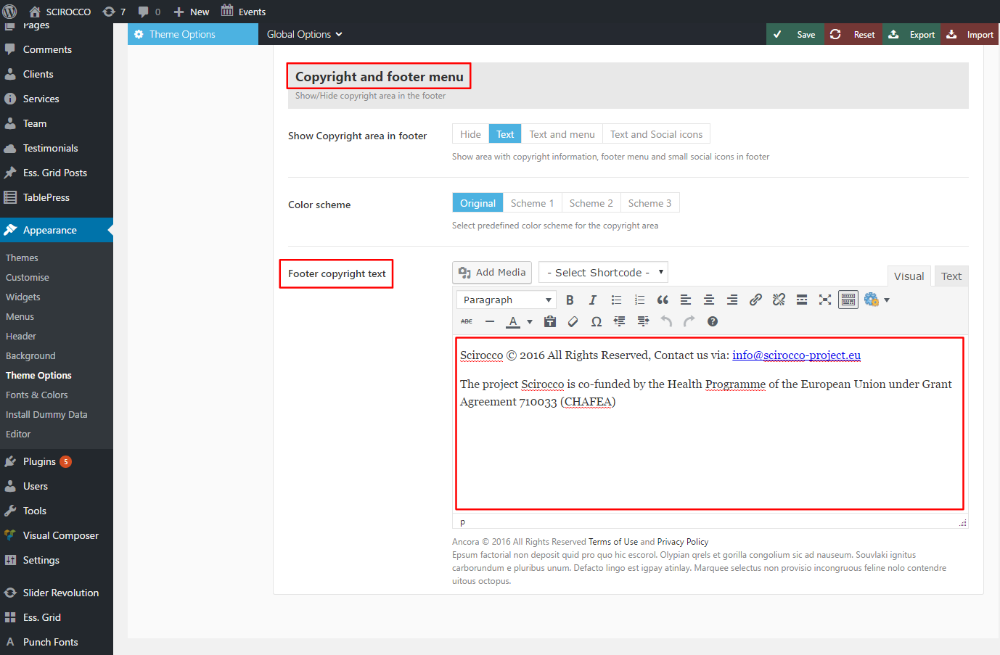 SCIROCCO 7 0 New Events
Pages
Comments
Clients
Services
Team
Testimonials
Ess. Grid Posts
TablePress
Appearance
Themes
Customise
Widgets
Menus
Header
Background
Theme Options
Fonts & Colors
Install Dummy Data
Editor
Plugins 5
Users
Tools
Visual Composer
Settings
Slider Revolution
Ess. Grid
Punch Fonts
Theme Options Global Options Save Reset Export Import
Copyright and footer menu
Show/Hide copyright area in the footer
Show Copyright area in footer Hide Text Text and menu Text and Social icons
Show area with copyright information, footer menu and small social icons in footer
Color scheme Original Scheme 1 Scheme 2 Scheme 3
Select predefined color scheme for the copyright area
Footer copyright text Add Media - Select Shortcode - Visual Text
Paragraph B I
ABC A Ω
Scirocco © 2016 All Rights Reserved, Contact us via: info@scirocco-project.eu
The project Scirocco is co-funded by the Health Programme of the European Union under Grant
Agreement 710033 (CHAFEA)
p
Ancora © 2016 All Rights Reserved Terms of Use and Privacy Policy
Epsum factorial non deposit quid pro quo hic escorol. Olypian qrels et gorilla congolium sic ad nauseum. Souvlaki ignitus
carborundum e pluribus unum. Defacto lingo est igpay atinlay. Marquee selectus non provisio incongruous feline nolo contendre
uitous octopus.